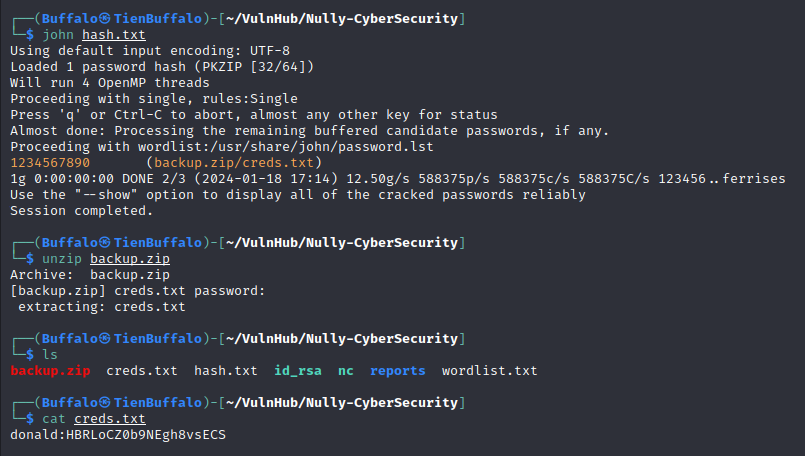 ┌──(Buffalo㉿TienBuffalo)-[~/VulnHub/Nully-CyberSecurity]
└─$ john hash.txt
Using default input encoding: UTF-8
Loaded 1 password hash (PKZIP [32/64])
Will run 4 OpenMP threads
Proceeding with single, rules:Single
Press 'q' or Ctrl-C to abort, almost any other key for status
Almost done: Processing the remaining buffered candidate passwords, if any.
Proceeding with wordlist:/usr/share/john/password.lst
1234567890       (backup.zip/creds.txt)
1g 0:00:00:00 DONE 2/3 (2024-01-18 17:14) 12.50g/s 588375p/s 588375c/s 588375C/s 123456..ferrises
Use the "--show" option to display all of the cracked passwords reliably
Session completed.
┌──(Buffalo㉿TienBuffalo)-[~/VulnHub/Nully-CyberSecurity]
└─$ unzip backup.zip
Archive:  backup.zip
[backup.zip] creds.txt password:
 extracting: creds.txt
┌──(Buffalo㉿TienBuffalo)-[~/VulnHub/Nully-CyberSecurity]
└─$ ls
backup.zip  creds.txt  hash.txt  id_rsa  nc  reports  wordlist.txt
┌──(Buffalo㉿TienBuffalo)-[~/VulnHub/Nully-CyberSecurity]
└─$ cat creds.txt
donald:HBRLoCZ0b9NEgh8vsECS